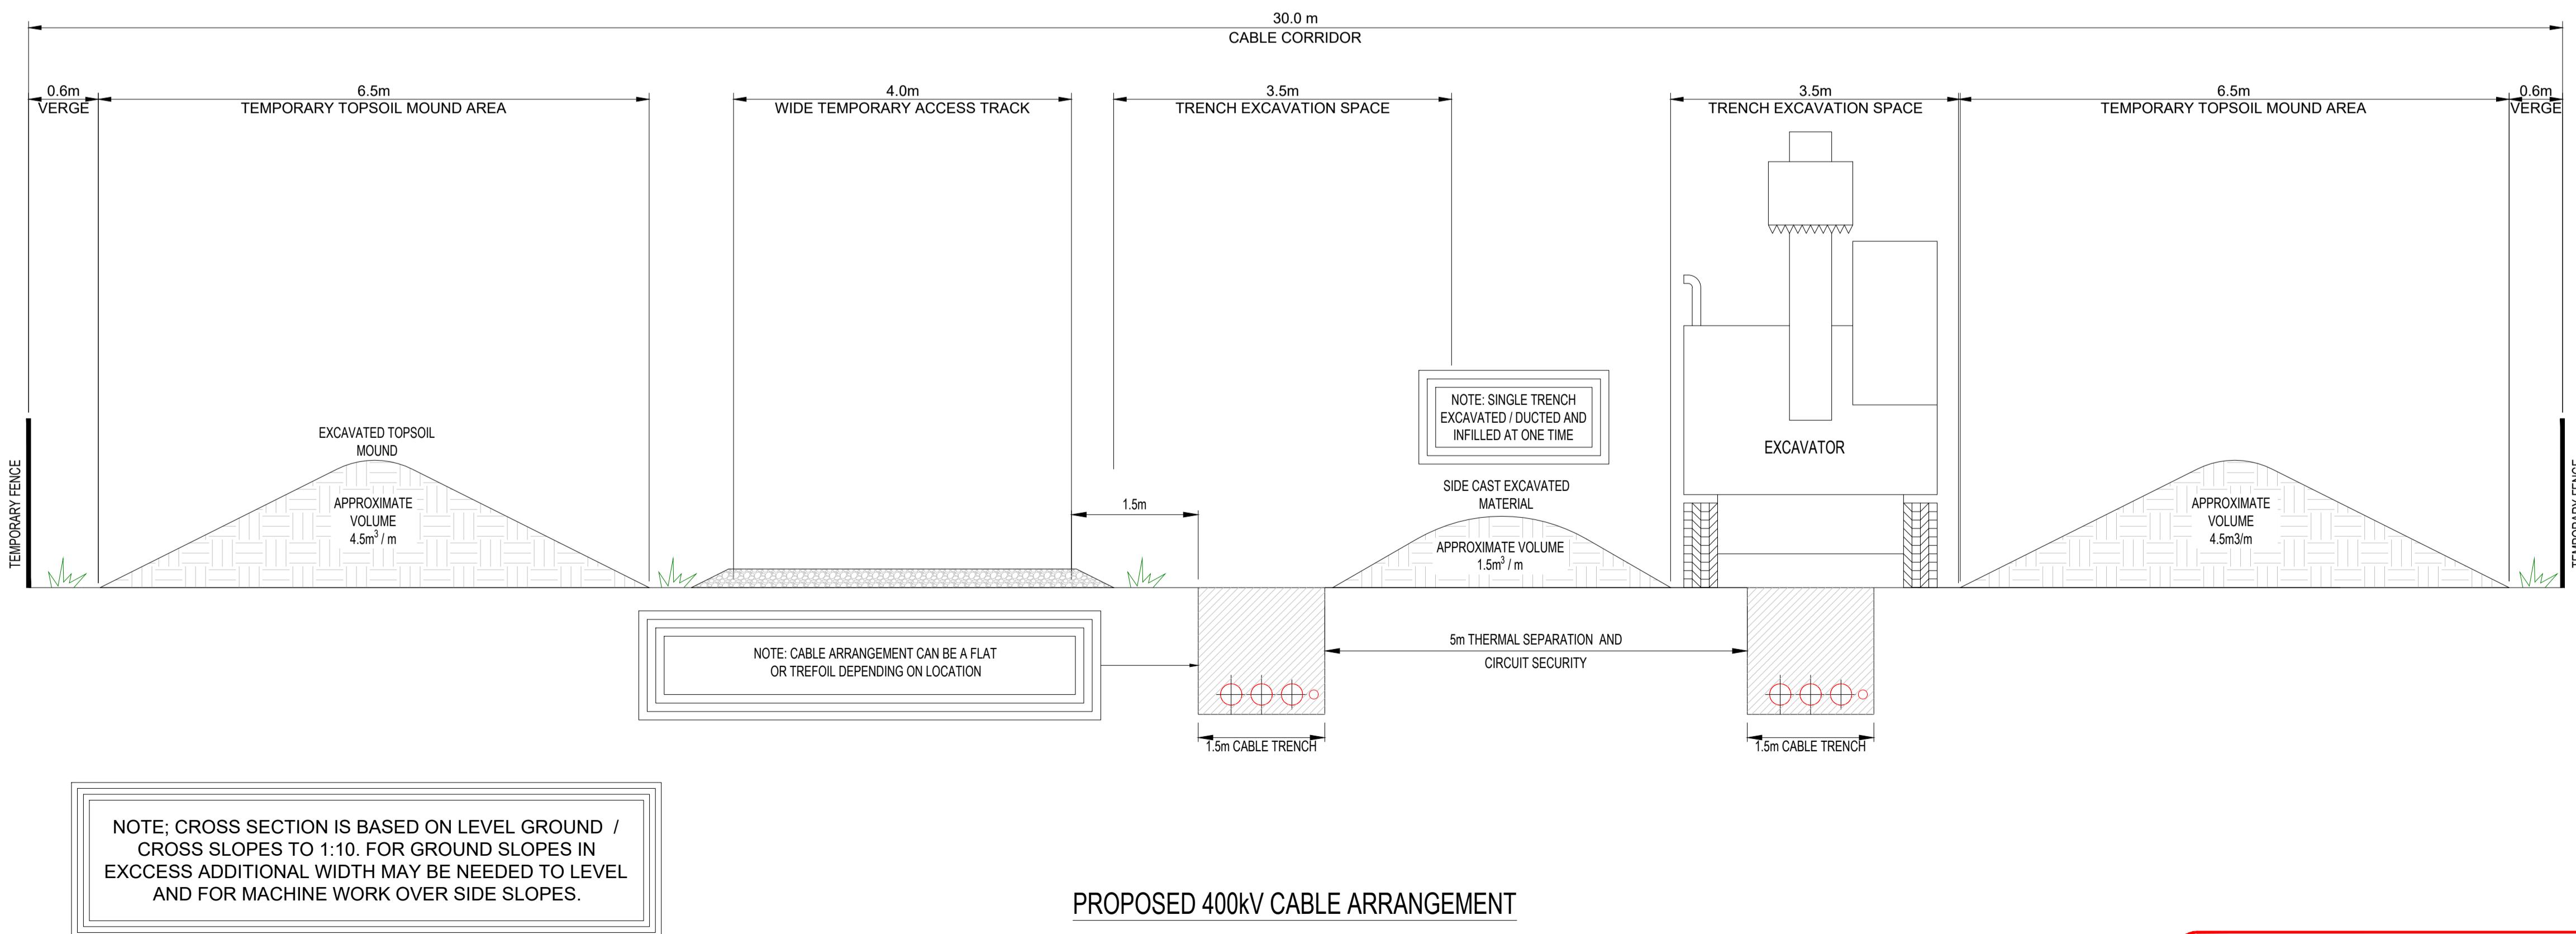 30.0 m
CABLE CORRIDOR
0.6m
VERGE
6.5m
TEMPORARY TOPSOIL MOUND AREA
4.0m
WIDE TEMPORARY ACCESS TRACK
3.5m
TRENCH EXCAVATION SPACE
3.5m
TRENCH EXCAVATION SPACE
6.5m
TEMPORARY TOPSOIL MOUND AREA
0.6m
VERGE
TEMPORARY FENCE
EXCAVATED TOPSOIL
MOUND
APPROXIMATE
VOLUME
4.5m³ / m
1.5m
NOTE: SINGLE TRENCH
EXCAVATED / DUCTED AND
INFILLED AT ONE TIME
SIDE CAST EXCAVATED
MATERIAL
APPROXIMATE VOLUME
1.5m³ / m
EXCAVATOR
APPROXIMATE
VOLUME
4.5m3/m
TEMPORARY FENCE
NOTE: CABLE ARRANGEMENT CAN BE A FLAT
OR TREFOIL DEPENDING ON LOCATION
5m THERMAL SEPARATION AND
CIRCUIT SECURITY
1.5m CABLE TRENCH
1.5m CABLE TRENCH
NOTE; CROSS SECTION IS BASED ON LEVEL GROUND /
CROSS SLOPES TO 1:10. FOR GROUND SLOPES IN
EXCCESS ADDITIONAL WIDTH MAY BE NEEDED TO LEVEL
AND FOR MACHINE WORK OVER SIDE SLOPES.
PROPOSED 400kV CABLE ARRANGEMENT